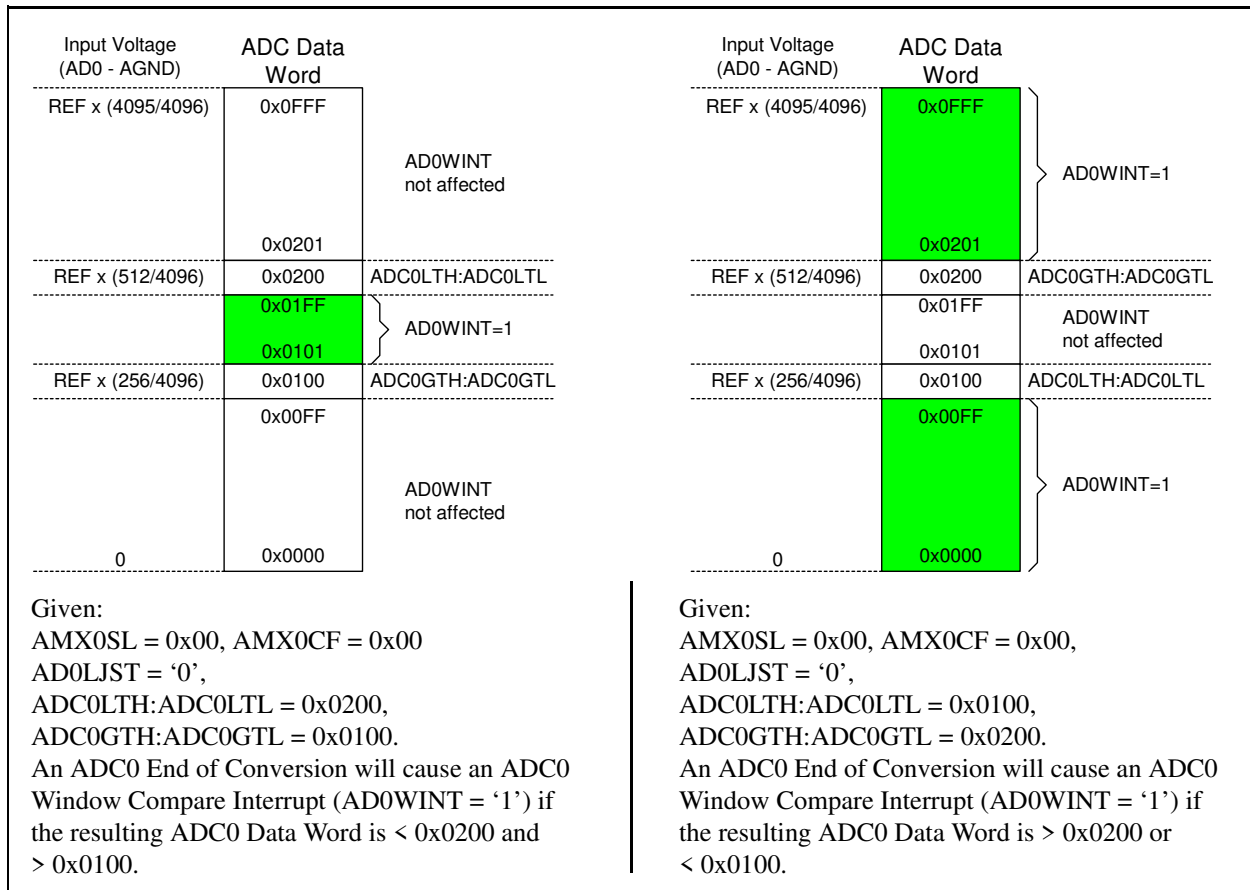 Input Voltage
(AD0 - AGND)
ADC Data
Word
REF x (4095/4096)
0x0FFF
AD0WINT
not affected
0x0201
REF x (512/4096)
0x0200
ADC0LTH:ADC0LTL
0x01FF
AD0WINT=1
0x0101
REF x (256/4096)
0x0100
ADC0GTH:ADC0GTL
0x00FF
AD0WINT
not affected
0
0x0000
Given:
AMX0SL = 0x00, AMX0CF = 0x00
AD0LJST = ‘0’,
ADC0LTH:ADC0LTL = 0x0200,
ADC0GTH:ADC0GTL = 0x0100.
An ADC0 End of Conversion will cause an ADC0
Window Compare Interrupt (AD0WINT = ‘1’) if
the resulting ADC0 Data Word is < 0x0200 and
> 0x0100.
Input Voltage
(AD0 - AGND)
ADC Data
Word
REF x (4095/4096)
0x0FFF
AD0WINT=1
0x0201
REF x (512/4096)
0x0200
ADC0GTH:ADC0GTL
0x01FF
AD0WINT
not affected
0x0101
REF x (256/4096)
0x0100
ADC0LTH:ADC0LTL
0x00FF
AD0WINT=1
0
0x0000
Given:
AMX0SL = 0x00, AMX0CF = 0x00,
AD0LJST = ‘0’,
ADC0LTH:ADC0LTL = 0x0100,
ADC0GTH:ADC0GTL = 0x0200.
An ADC0 End of Conversion will cause an ADC0
Window Compare Interrupt (AD0WINT = ‘1’) if
the resulting ADC0 Data Word is > 0x0200 or
< 0x0100.